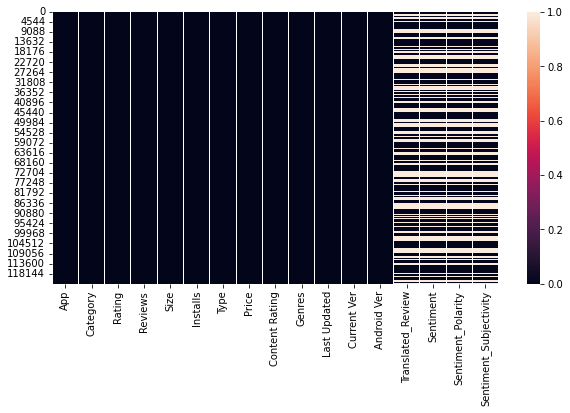 0
4544
9088
13632
18176
22720
27264
31808
36352
40896
45440
49984
54528
59072
63616
68160
72704
77248
81792
86336
90880
95424
99968
104512
109056
113600
118144
App
Category
Rating
Reviews
Size
Installs
Type
Price
Content Rating
Genres
Last Updated
Current Ver
Android Ver
Translated_Review
Sentiment
Sentiment_Polarity
Sentiment_Subjectivity
1.0
0.8
0.6
0.4
0.2
0.0